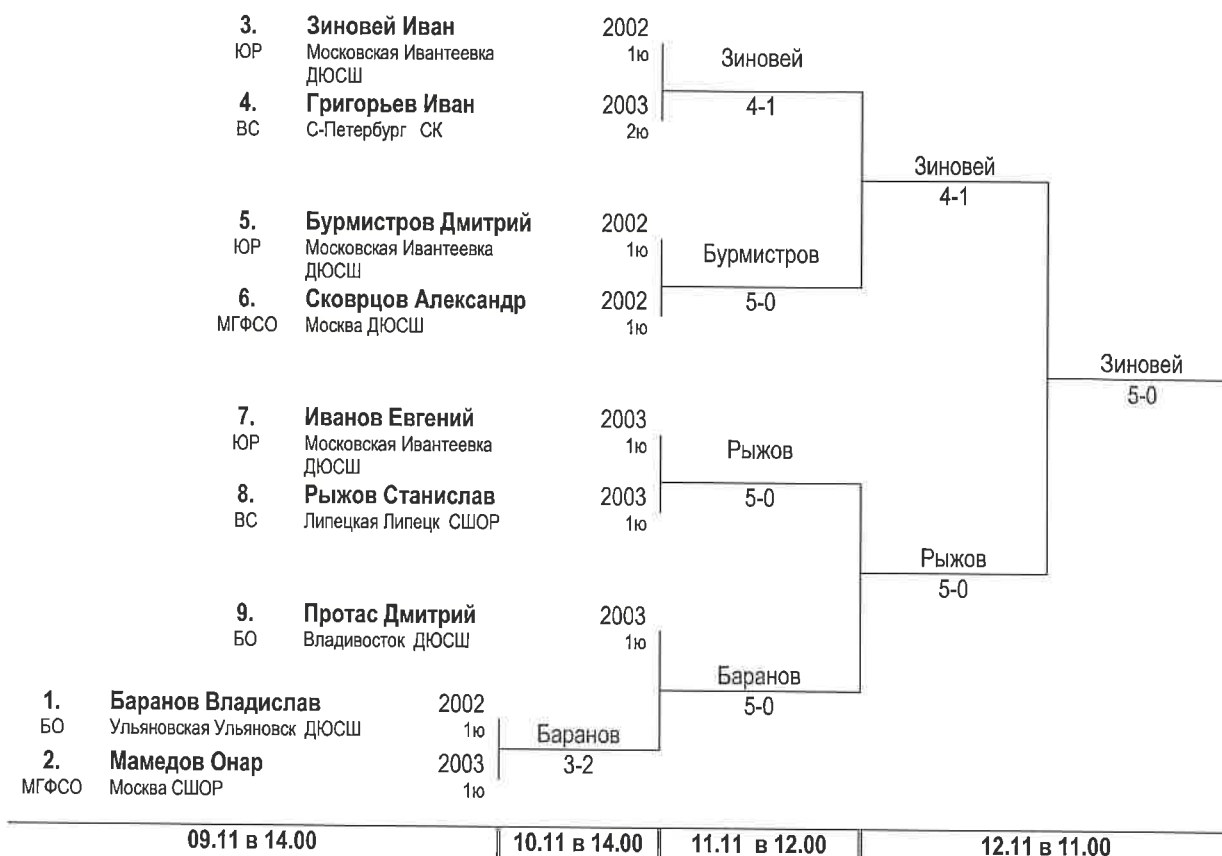 3. Зиновей Иван 2002
ЮР Московская Ивантеевка 1ю Зиновей
ДЮСШ
4. Григорьев Иван 2003 4-1
ВС С-Петербург СК 2ю
Зиновей
4-1
5. Бурмистров Дмитрий 2002
ЮР Московская Ивантеевка 1ю Бурмистров
ДЮСШ
6. Сковрцов Александр 2002 5-0
МГФСО Москва ДЮСШ 1ю
Зиновей
5-0
7. Иванов Евгений 2003
ЮР Московская Ивантеевка 1ю Рыжов
ДЮСШ
8. Рыжов Станислав 2003 5-0
ВС Липецкая Липецк СШОР 1ю
Рыжов
5-0
9. Протас Дмитрий 2003
БО Владивосток ДЮСШ 1ю
Баранов
1. Баранов Владислав 2002 5-0
БО Ульяновская Ульяновск ДЮСШ 1ю Баранов
2. Мамедов Онар 2003 3-2
МГФСО Москва СШОР 1ю
09.11 в 14.00 10.11 в 14.00 11.11 в 12.00 12.11 в 11.00